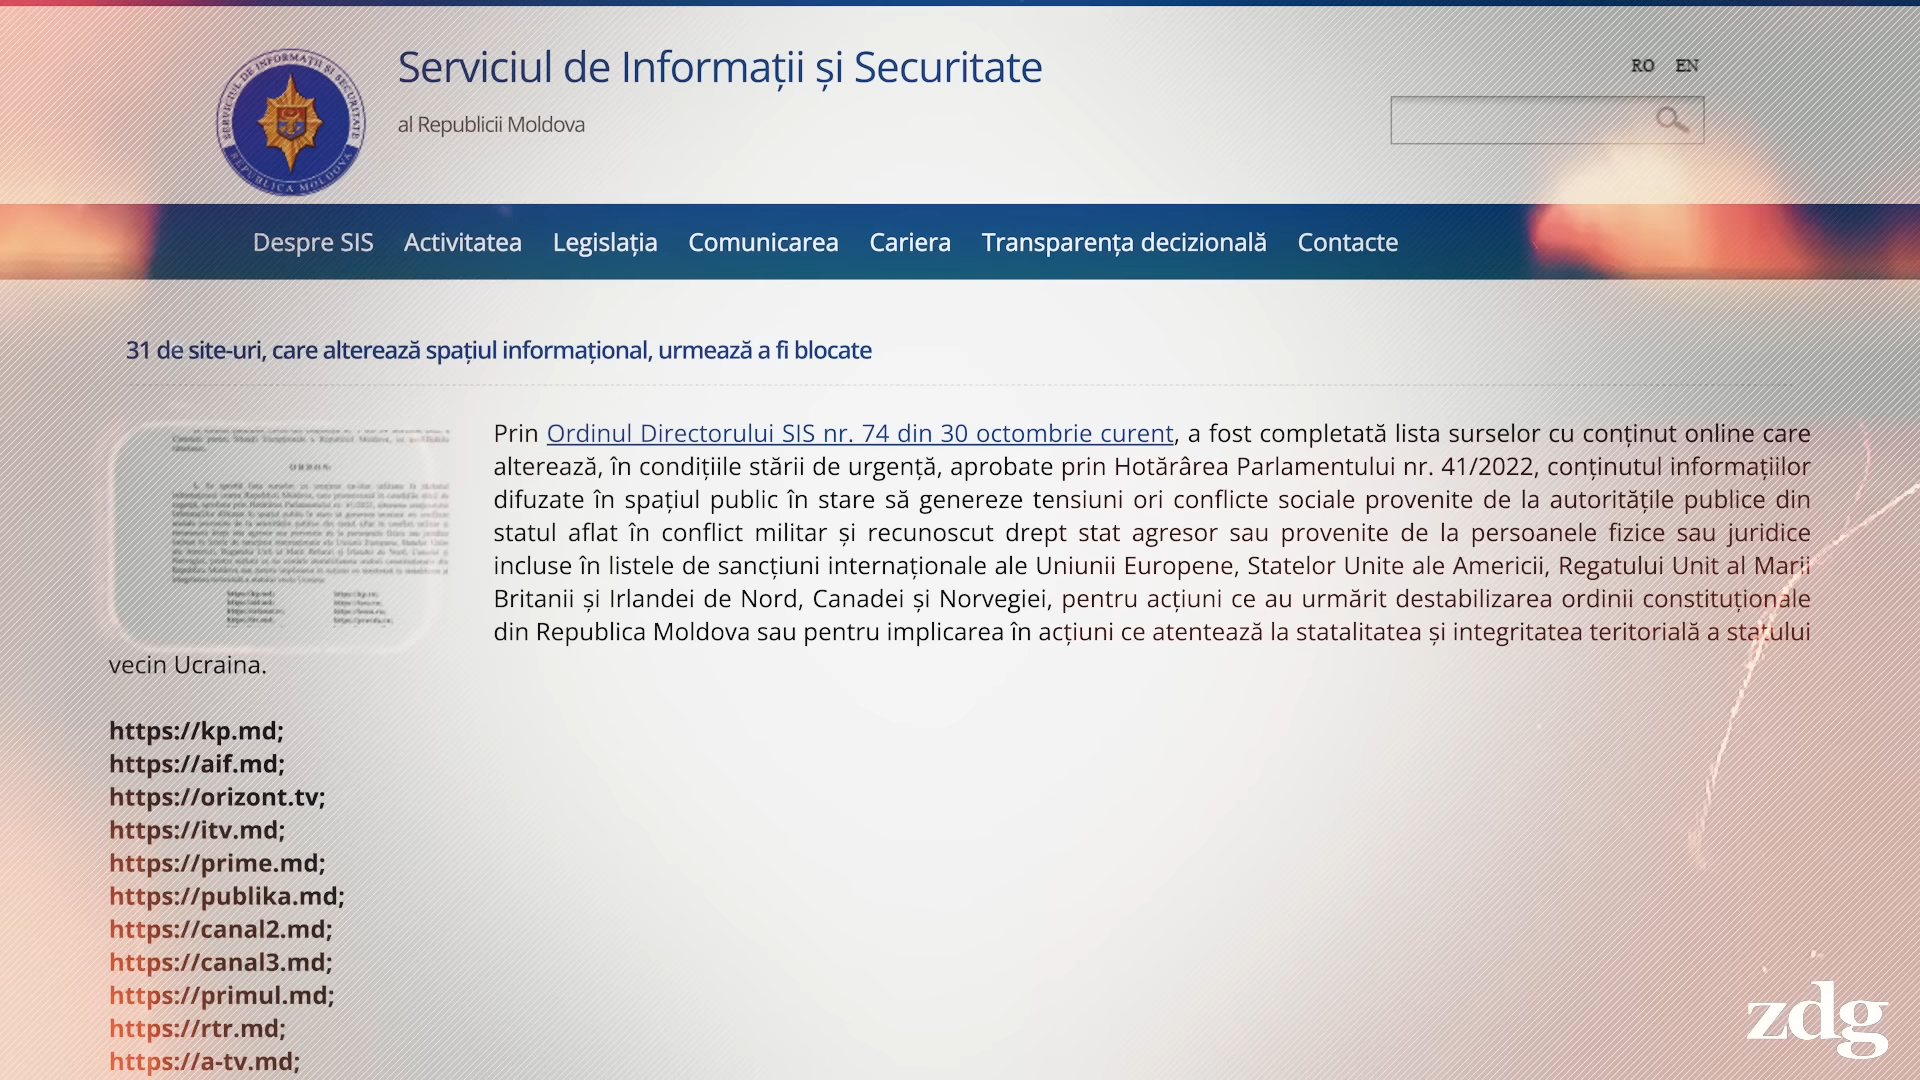 SERVICIUL DE INFORMAȚII ȘI SECURITATE
REPUBLICA MOLDOVA
Serviciul de Informații și Securitate
al Republicii Moldova
RO EN
Despre SIS Activitatea Legislația Comunicarea Cariera Transparența decizională Contacte
31 de site-uri, care alterează spațiul informațional, urmează a fi blocate
ORDON:
Prin Ordinul Directorului SIS nr. 74 din 30 octombrie curent, a fost completată lista surselor cu conținut online care
alterează, în condițiile stării de urgență, aprobate prin Hotărârea Parlamentului nr. 41/2022, conținutul informațiilor
difuzate în spațiul public în stare să genereze tensiuni ori conflicte sociale provenite de la autoritățile publice din
statul aflat în conflict militar și recunoscut drept stat agresor sau provenite de la persoanele fizice sau juridice
incluse în listele de sancțiuni internaționale ale Uniunii Europene, Statelor Unite ale Americii, Regatului Unit al Marii
Britanii și Irlandei de Nord, Canadei și Norvegiei, pentru acțiuni ce au urmărit destabilizarea ordinii constituționale
din Republica Moldova sau pentru implicarea în acțiuni ce atentează la statalitatea și integritatea teritorială a statului
vecin Ucraina.
https://kp.md;
https://aif.md;
https://orizont.tv;
https://itv.md;
https://prime.md;
https://publika.md;
https://canal2.md;
https://canal3.md;
https://primul.md;
https://rtr.md;
https://a-tv.md;
zdg